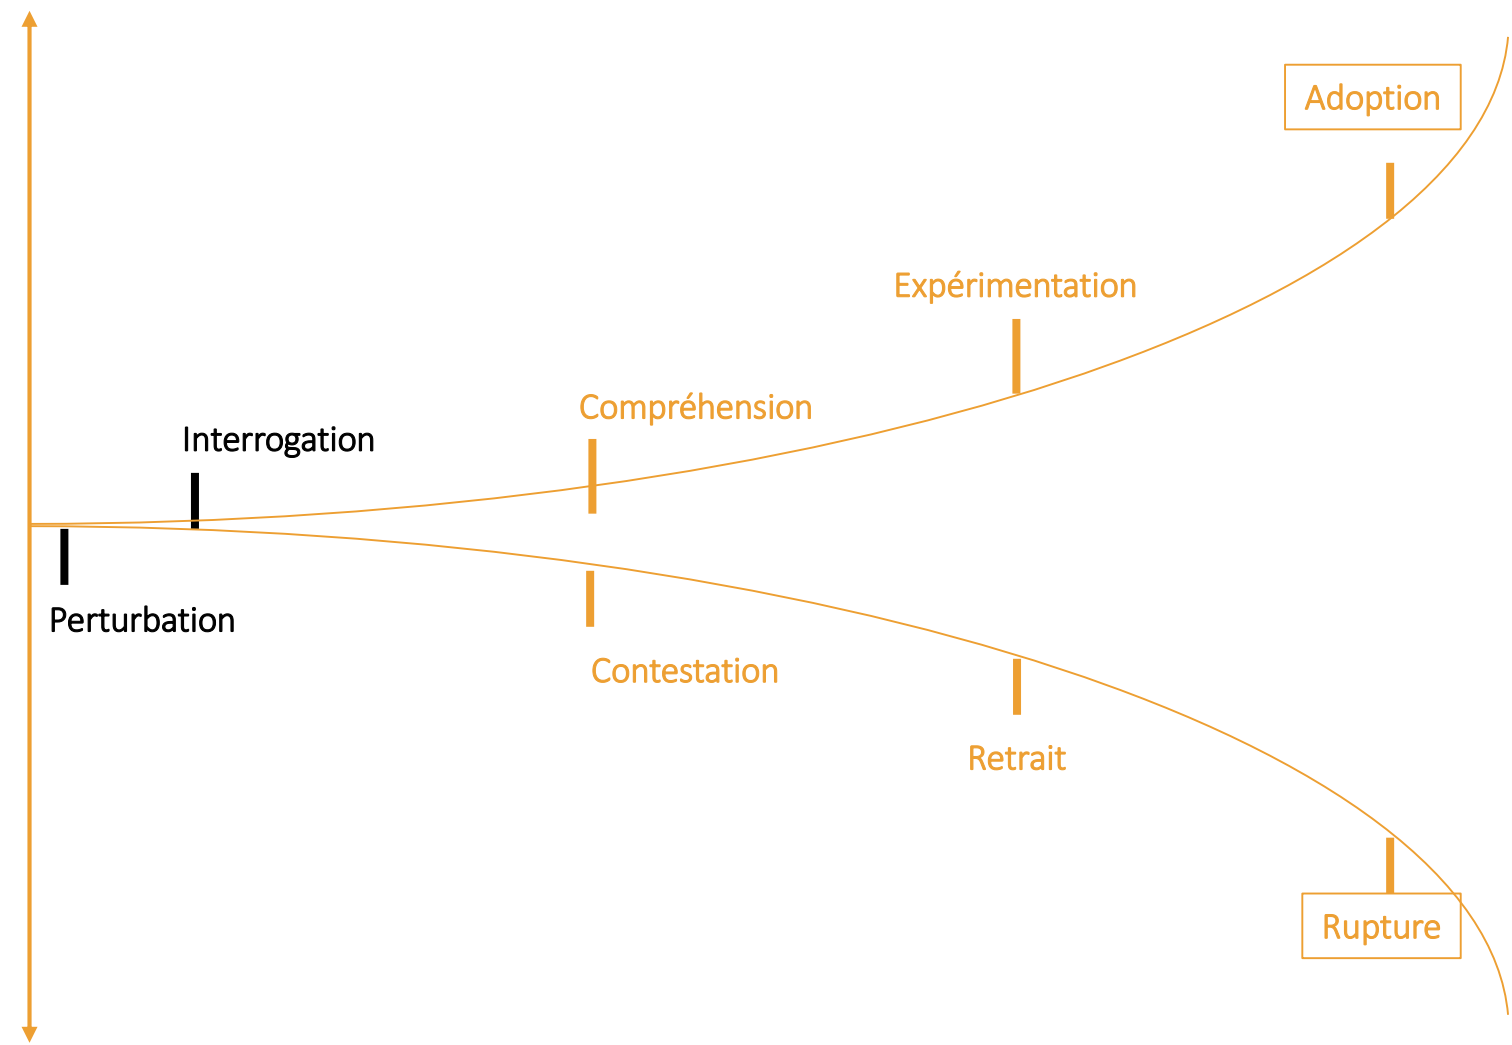 Adoption
Expérimentation
Compréhension
Interrogation
Perturbation
Contestation
Retrait
Rupture